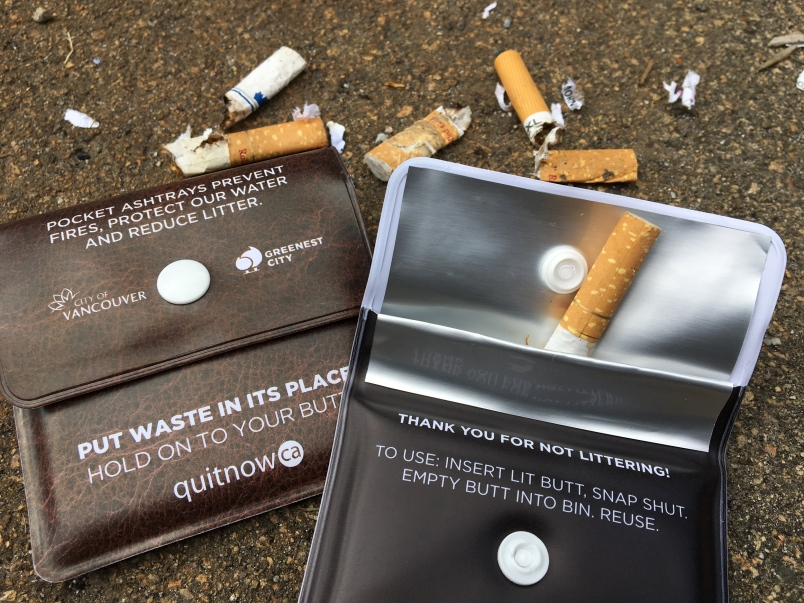 POCKET ASHTRAYS PREVENT
FIRES, PROTECT OUR WATER
AND REDUCE LITTER.
CITY OF
VANCOUVER
GREENEST
CITY
PUT WASTE IN ITS PLACE
HOLD ON TO YOUR BUTT
quitnow ca
THANK YOU FOR NOT LITTERING!
TO USE: INSERT LIT BUTT, SNAP SHUT.
EMPTY BUTT INTO BIN. REUSE.